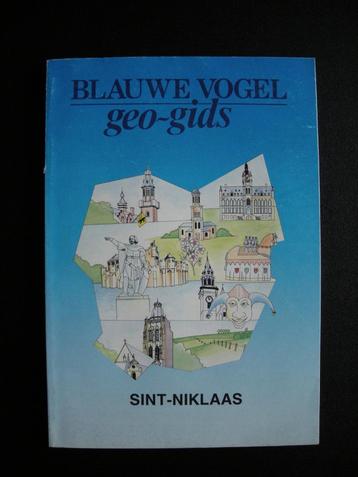 BLAUWE VOGEL
geo-gids
SINT-NIKLAAS